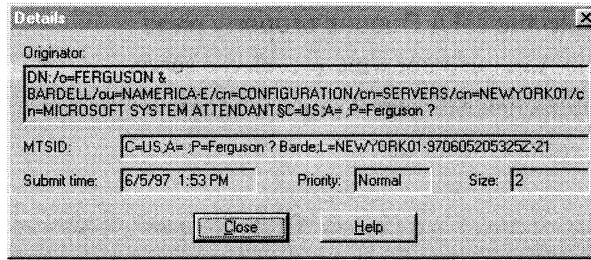 Details
Originator:
DN:/o=FERGUSON &
BARDELL/ou=NAMERICA-E/cn=CONFIGURATION/cn=SERVERS/cn=NEWYORK01/c
n=MICROSOFT SYSTEM ATTENDANT§C=US;A= ;P=Ferguson ?
MTSID: C=US;A= ;P=Ferguson ? Barde;L=NEWYORK01-970605205325Z-21
Submit time: 6/5/97 1:53 PM Priority: Normal Size: 2
Close Help